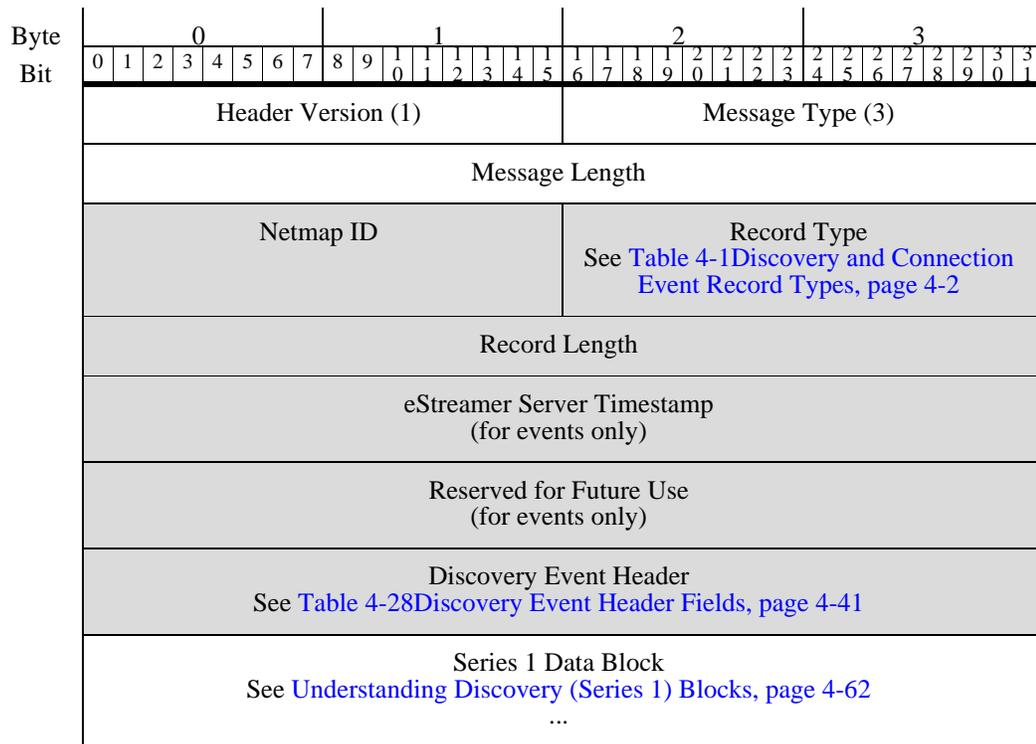 Byte 0 1 2 3
Bit 0 1 2 3 4 5 6 7 8 9 10 11 12 13 14 15 16 17 18 19 20 21 22 23 24 25 26 27 28 29 30 31
Header Version (1) Message Type (3)
Message Length
Netmap ID Record Type
See Table 4-1Discovery and Connection
Event Record Types, page 4-2
Record Length
eStreamer Server Timestamp
(for events only)
Reserved for Future Use
(for events only)
Discovery Event Header
See Table 4-28Discovery Event Header Fields, page 4-41
Series 1 Data Block
See Understanding Discovery (Series 1) Blocks, page 4-62
...